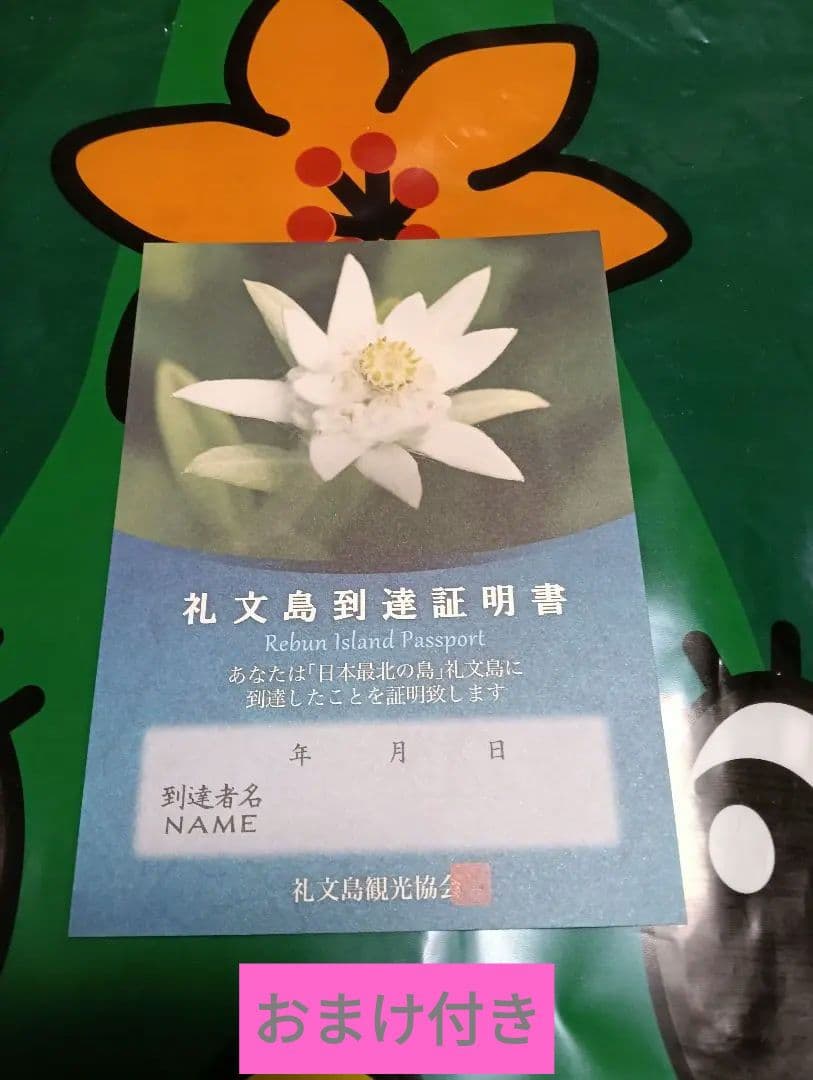 礼文島到達証明書
Rebun Island Passport
あなたは「日本最北の島」礼文島に
到達したことを証明致します
年 月 日
到達者名
NAME
礼文島観光協会
おまけ付き